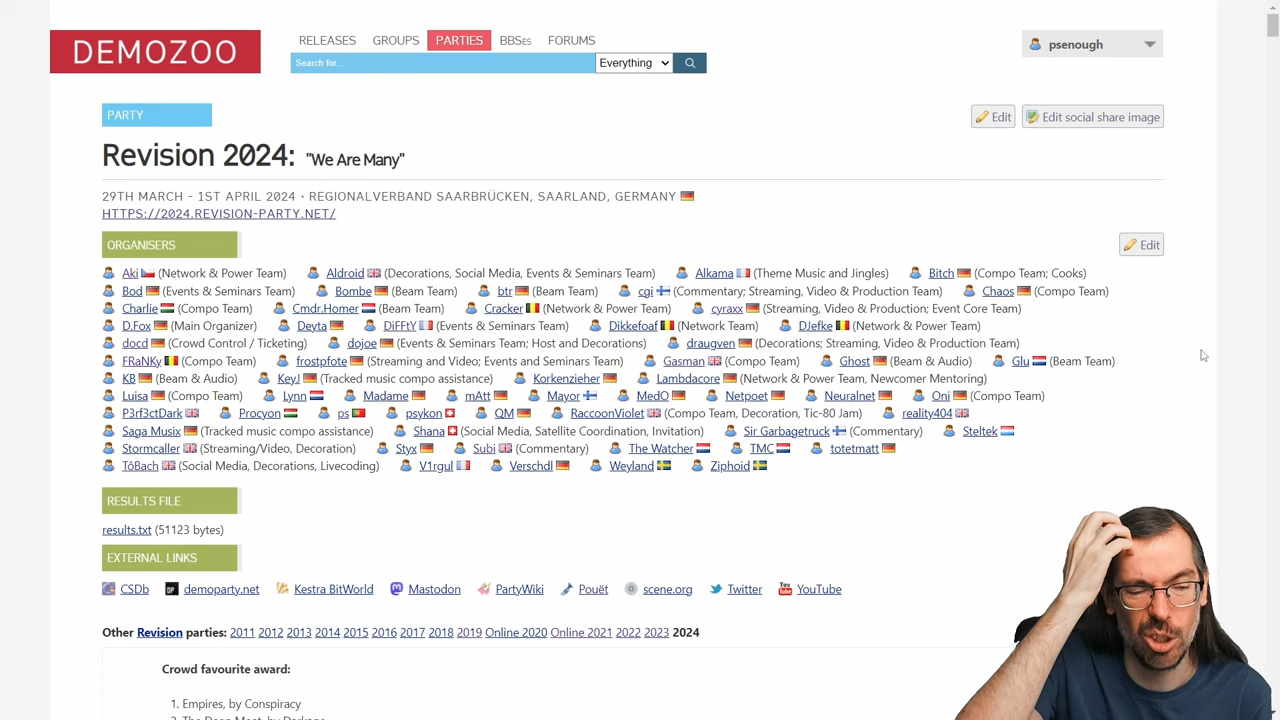 DEMOZOO
RELEASES GROUPS PARTIES BBSes FORUMS
Search for... Everything
psenough
PARTY
Edit Edit social share image
Revision 2024: "We Are Many"
29TH MARCH - 1ST APRIL 2024 · REGIONALVERBAND SAARBRÜCKEN, SAARLAND, GERMANY
HTTPS://2024.REVISION-PARTY.NET/
ORGANISERS Edit
Aki (Network & Power Team) Aldroid (Decorations, Social Media, Events & Seminars Team) Alkama (Theme Music and Jingles) Bitch (Compo Team; Cooks)
Bod (Events & Seminars Team) Bombe (Beam Team) btr (Beam Team) cgi (Commentary; Streaming, Video & Production Team) Chaos (Compo Team)
Charlie (Compo Team) Cmdr.Homer (Beam Team) Cracker (Network & Power Team) cyraxx (Streaming, Video & Production; Event Core Team)
D.Fox (Main Organizer) Deyta DiFFtY (Events & Seminars Team) Dikkefoaf (Network Team) DJefke (Network & Power Team)
docd (Crowd Control / Ticketing) dojoe (Events & Seminars Team; Host and Decorations) draugven (Decorations; Streaming, Video & Production Team)
FRaNKy (Compo Team) frostpfote (Streaming and Video; Events and Seminars Team) Gasman (Compo Team) Ghost (Beam & Audio) Glu (Beam Team)
KB (Beam & Audio) KeyJ (Tracked music compo assistance) Korkenzieher Lambdacore (Network & Power Team, Newcomer Mentoring)
Luisa (Compo Team) Lynn Madame mAtt Mayor MedO Netpoet Neuralnet Oni (Compo Team)
P3rf3ctDark Procyon ps psykon QM RaccoonViolet (Compo Team, Decoration, Tic-80 Jam) reality404
Saga Musix (Tracked music compo assistance) Shana (Social Media, Satellite Coordination, Invitation) Sir Garbagetruck (Commentary) Steltek
Stormcaller (Streaming/Video, Decoration) Styx Subi (Commentary) The Watcher TMC totetmatt
TôBach (Social Media, Decorations, Livecoding) V1rgul Verschdl Weyland Ziphoid
RESULTS FILE
results.txt (51123 bytes)
EXTERNAL LINKS
CSDb demoparty.net Kestra BitWorld Mastodon PartyWiki Pouët scene.org Twitter YouTube
Other Revision parties: 2011 2012 2013 2014 2015 2016 2017 2018 2019 Online 2020 Online 2021 2022 2023 2024
Crowd favourite award:
1. Empires, by Conspiracy